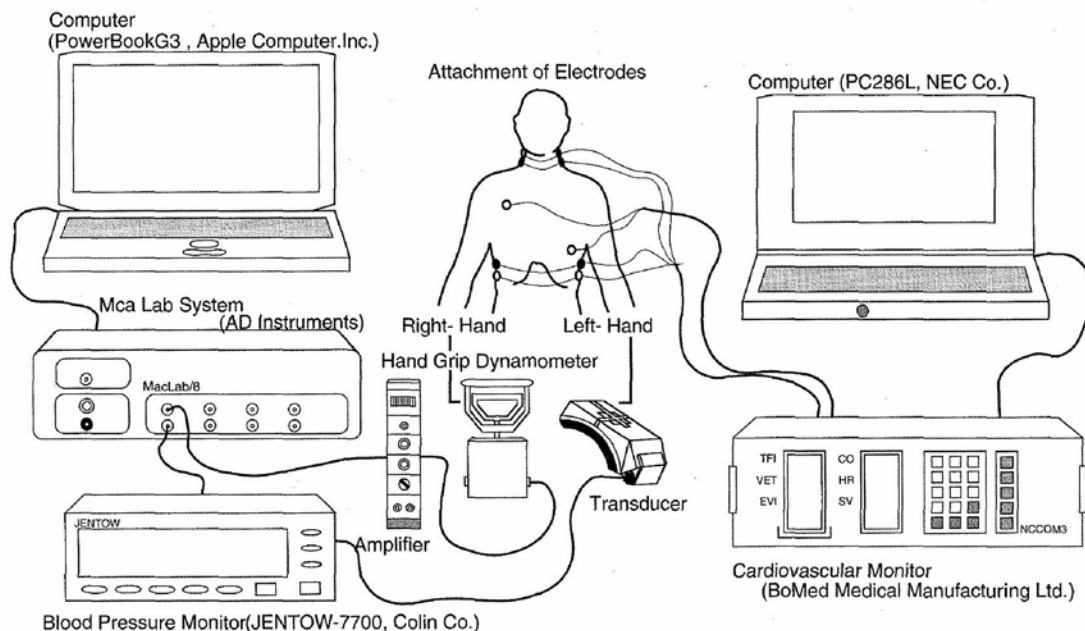 Computer
(PowerBookG3 , Apple Computer.Inc.)
Attachment of Electrodes
Computer (PC286L, NEC Co.)
Mca Lab System
(AD Instruments)
Right- Hand
Left- Hand
Hand Grip Dynamometer
MacLab/8
TFI
CO
VET
HR
EVI
SV
NCCOM3
Transducer
JENTOW
Amplifier
Cardiovascular Monitor
(BoMed Medical Manufacturing Ltd.)
Blood Pressure Monitor(JENTOW-7700, Colin Co.)